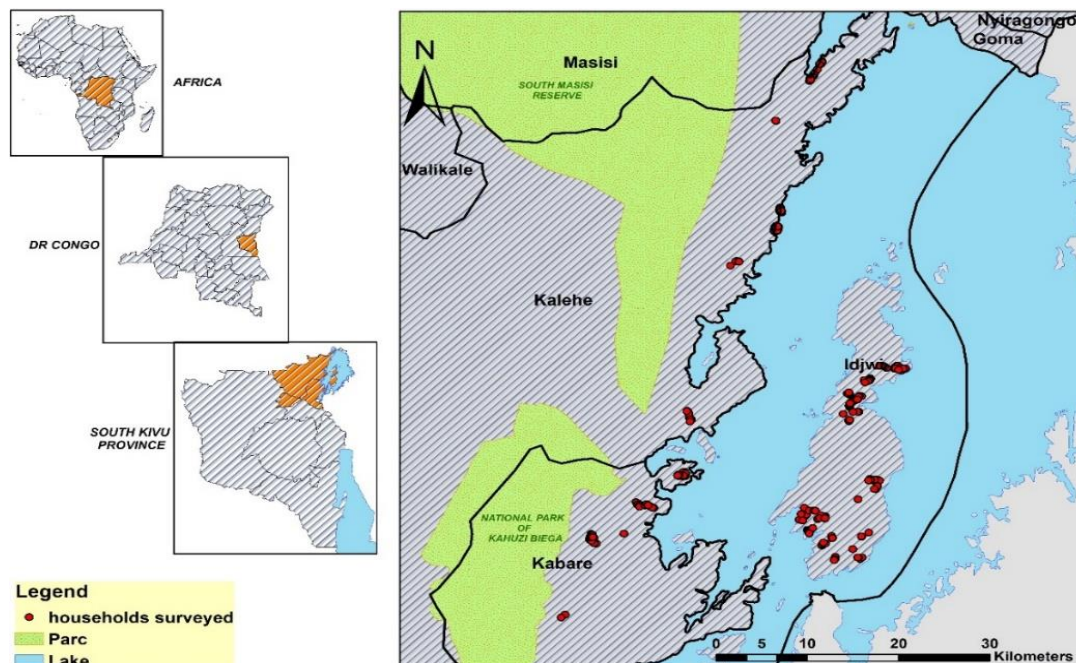 AFRICA
DR CONGO
SOUTH KIVU
PROVINCE
Legend
households surveyed
Parc
Lake
N
Masisi
SOUTH MASISI
RESERVE
Nyiragongo
Goma
Walikale
Kalehe
Idjwi
NATIONAL PARK
OF
KAHUZI BIEGA
Kabare
0 5 10 20 30
Kilometers